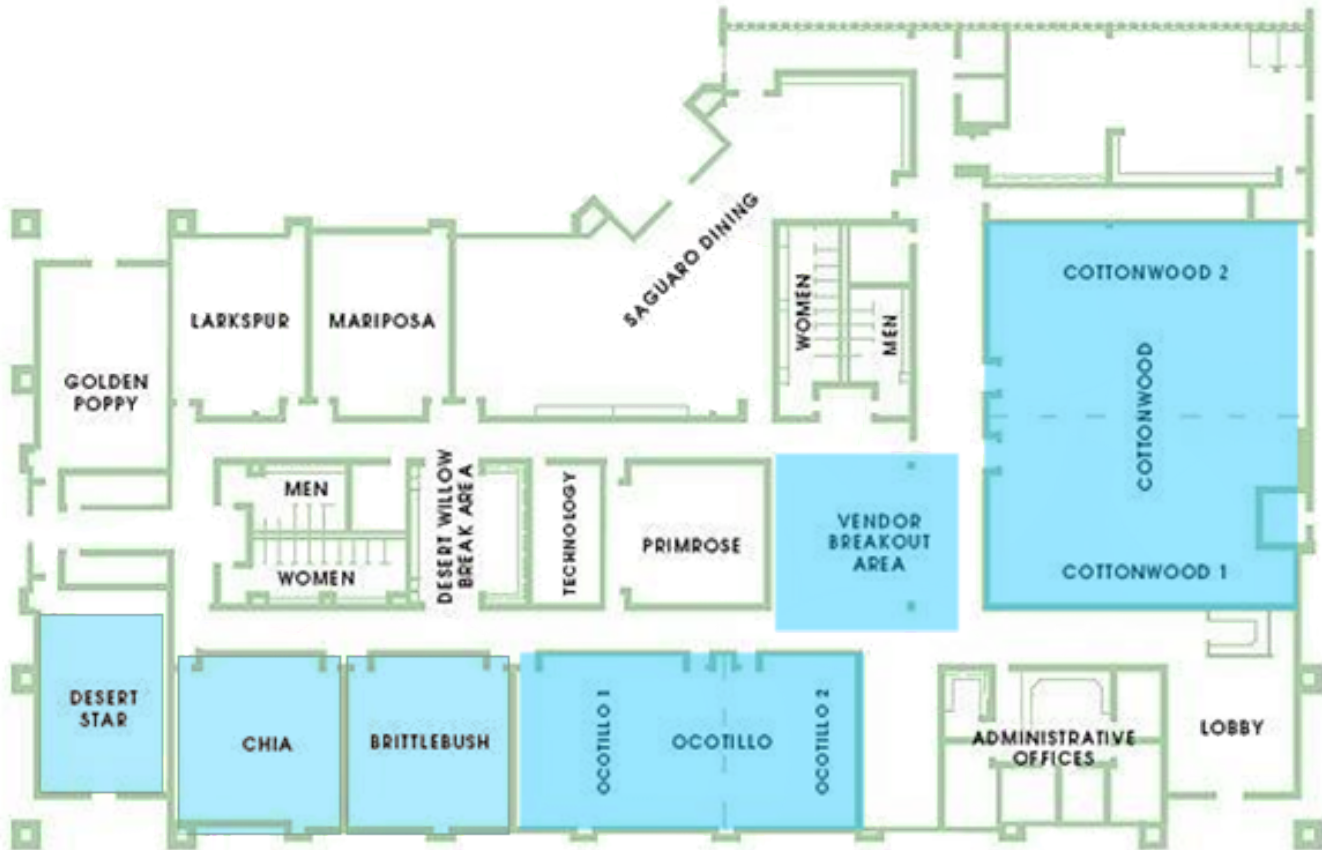 COTTONWOOD 2
SAGUARO DINING
WOMEN
MEN
LARKSPUR
MARIPOSA
COTTONWOOD
GOLDEN
POPPY
MEN
WOMEN
DESERT WILLOW
BREAK AREA
TECHNOLOGY
PRIMROSE
VENDOR
BREAKOUT
AREA
COTTONWOOD 1
DESERT
STAR
CHIA
BRITTLEBUSH
OCOTILLO 1
OCOTILLO
OCOTILLO 2
ADMINISTRATIVE
OFFICES
LOBBY